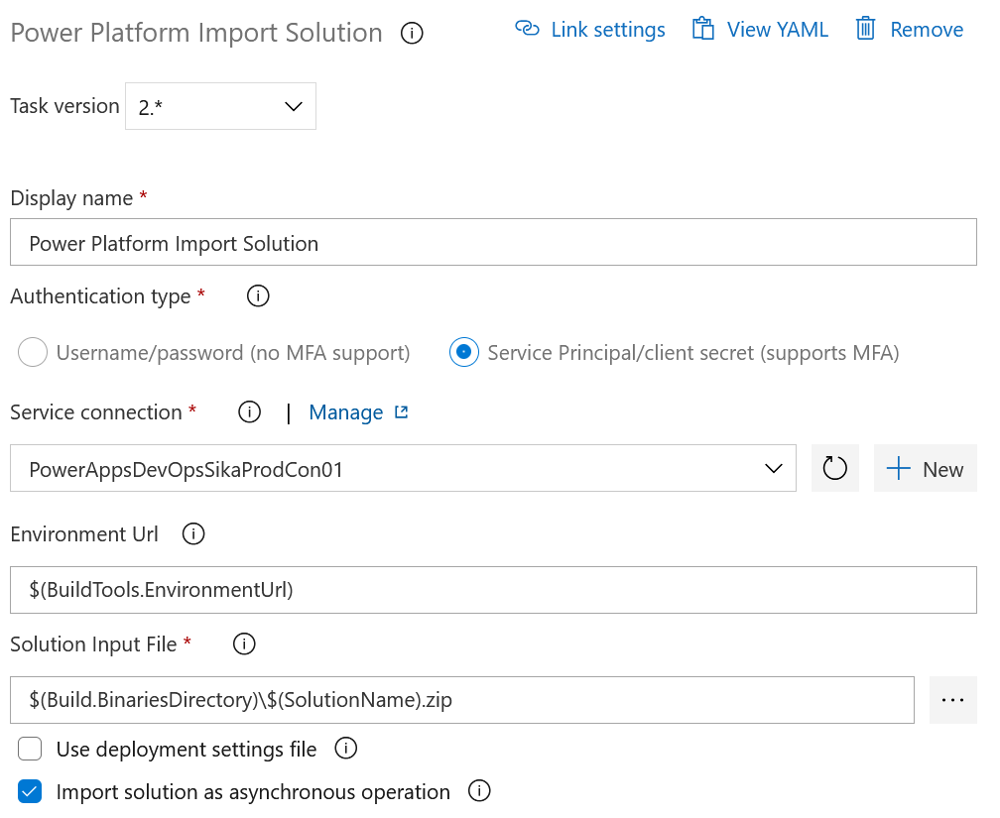 Power Platform Import Solution
Link settings View YAML Remove
Task version 2.*
Display name *
Power Platform Import Solution
Authentication type *
Username/password (no MFA support) Service Principal/client secret (supports MFA)
Service connection * | Manage
PowerAppsDevOpsSikaProdCon01 New
Environment Url
$(BuildTools.EnvironmentUrl)
Solution Input File *
$(Build.BinariesDirectory)\$(SolutionName).zip ...
Use deployment settings file
Import solution as asynchronous operation